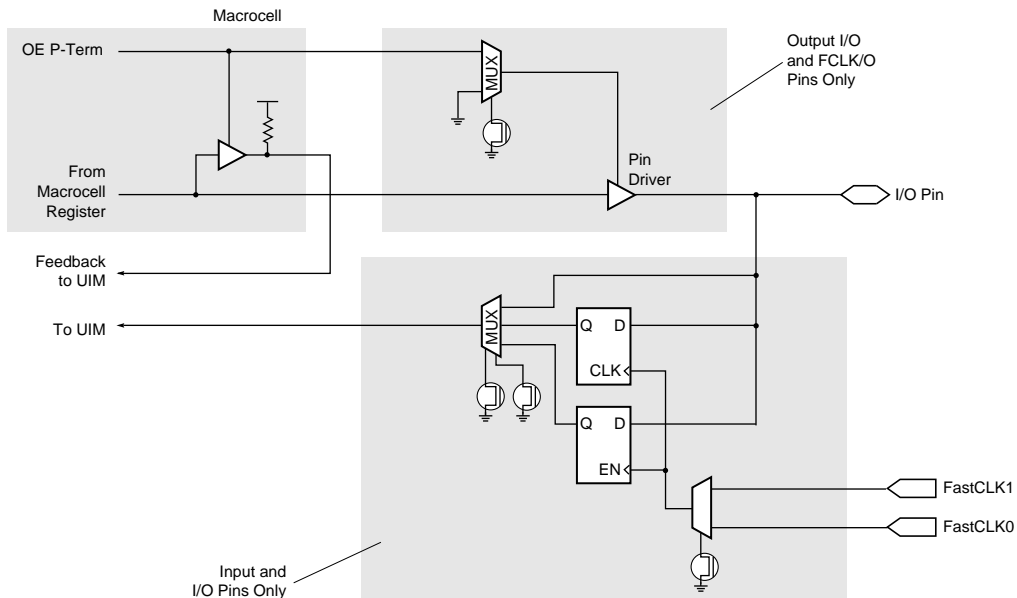 Macrocell
OE P-Term
Output I/O
and FCLK/O
Pins Only
MUX
From
Macrocell
Register
Pin
Driver
I/O Pin
Feedback
to UIM
To UIM
MUX
Q D
CLK
Q D
EN
FastCLK1
FastCLK0
Input and
I/O Pins Only